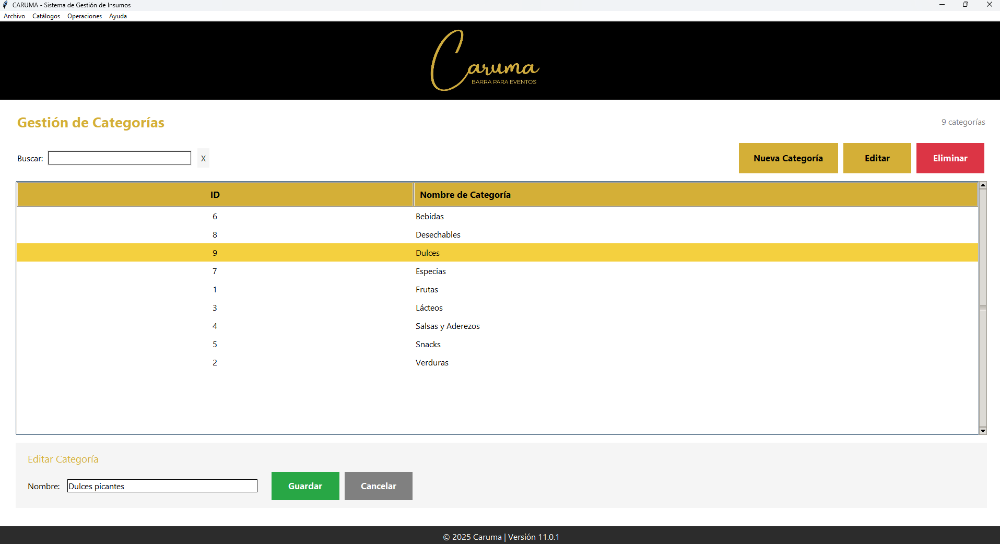 CARUMA - Sistema de Gestión de Insumos
Archivo Catálogos Operaciones Ayuda
Caruma
BARRA PARA EVENTOS
Gestión de Categorías
9 categorías
Buscar: X
Nueva Categoría Editar Eliminar
ID Nombre de Categoría
6 Bebidas
8 Desechables
9 Dulces
7 Especias
1 Frutas
3 Lácteos
4 Salsas y Aderezos
5 Snacks
2 Verduras
Editar Categoría
Nombre: Dulces picantes Guardar Cancelar
© 2025 Caruma | Versión 11.0.1